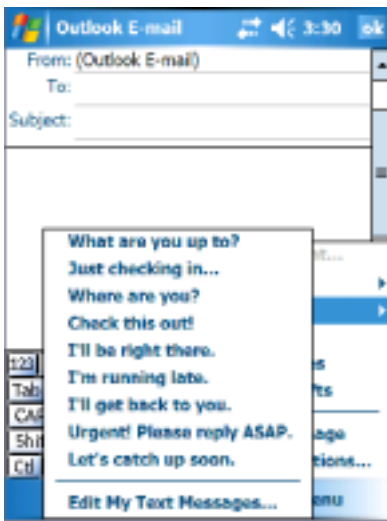 Outlook E-mail 3:30 ok
From: (Outlook E-mail)
To:
Subject:
What are you up to?
Just checking in...
Where are you?
Check this out!
I'll be right there.
I'm running late.
I'll get back to you.
Urgent! Please reply ASAP.
Let's catch up soon.
Edit My Text Messages...
123
Tab
CAP
Shif
Ctl